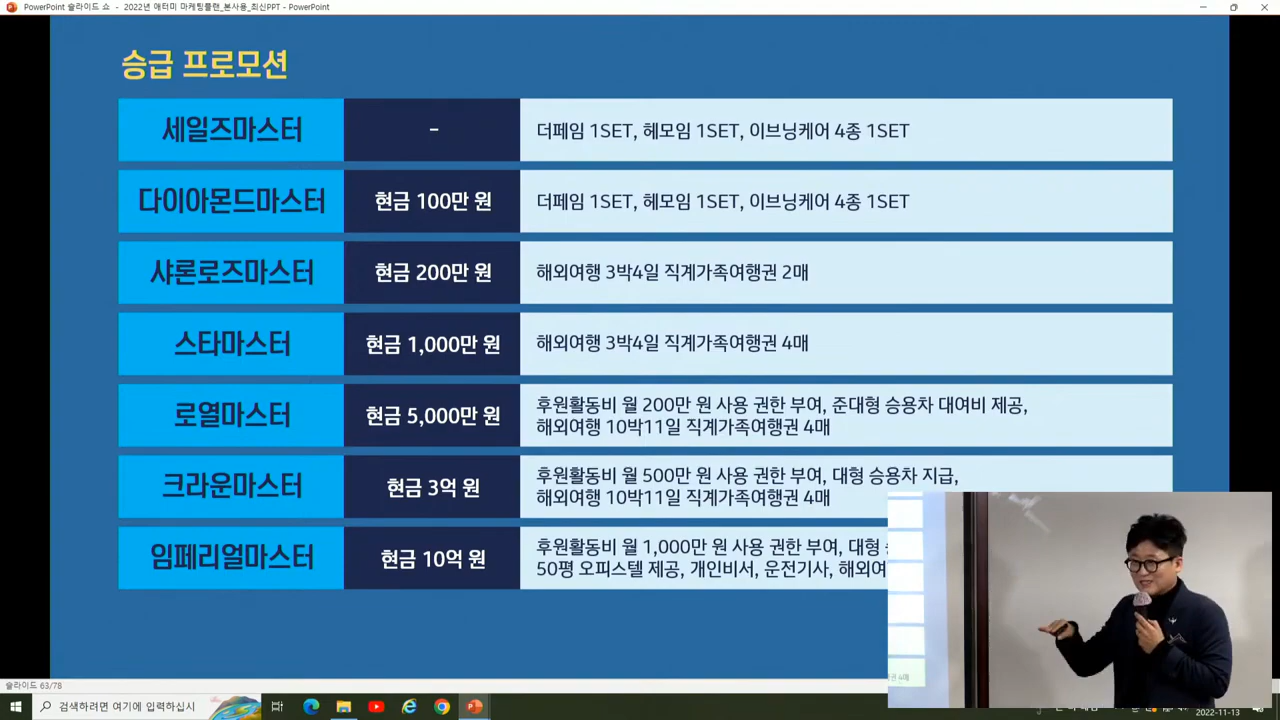 PowerPoint 슬라이드 쇼 - 2022년 애터미 마케팅플랜_본사용_최신PPT - PowerPoint
승급 프로모션
세일즈마스터
-
더페임 1SET, 헤모임 1SET, 이브닝케어 4종 1SET
다이아몬드마스터
현금 100만 원
더페임 1SET, 헤모임 1SET, 이브닝케어 4종 1SET
샤론로즈마스터
현금 200만 원
해외여행 3박4일 직계가족여행권 2매
스타마스터
현금 1,000만 원
해외여행 3박4일 직계가족여행권 4매
로열마스터
현금 5,000만 원
후원활동비 월 200만 원 사용 권한 부여, 준대형 승용차 대여비 제공,
해외여행 10박11일 직계가족여행권 4매
크라운마스터
현금 3억 원
후원활동비 월 500만 원 사용 권한 부여, 대형 승용차 지급,
해외여행 10박11일 직계가족여행권 4매
임페리얼마스터
현금 10억 원
후원활동비 월 1,000만 원 사용 권한 부여, 대형
50평 오피스텔 제공, 개인비서, 운전기사, 해외여
슬라이드 63/78
검색하려면 여기에 입력하십시
2022-11-13